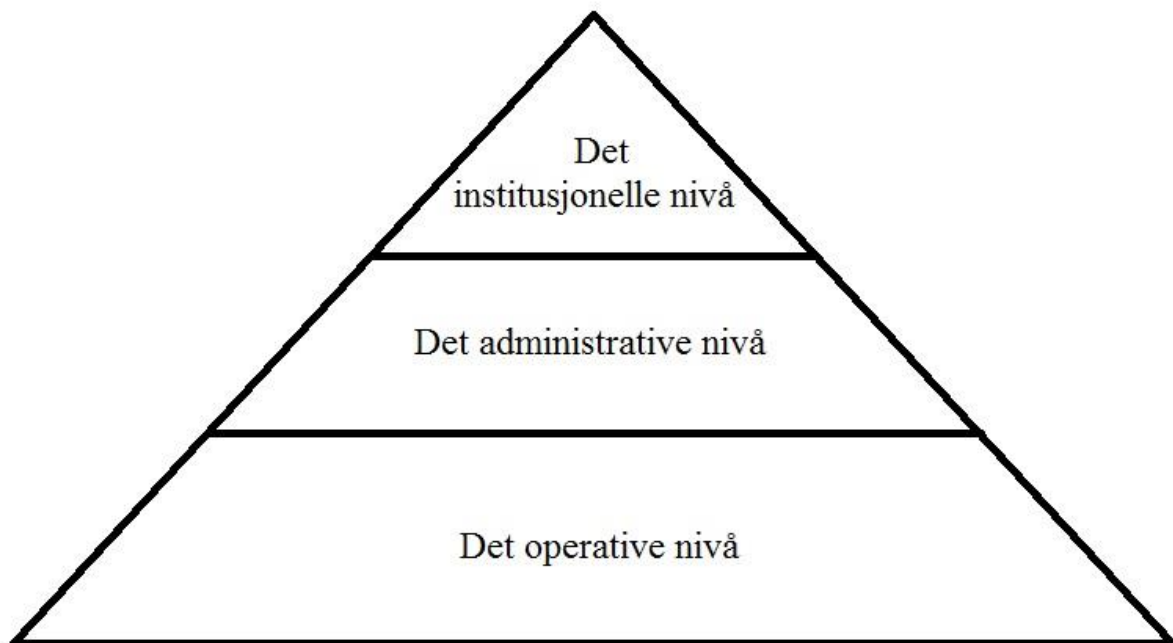 Det
institusjonelle nivå
Det administrative nivå
Det operative nivå